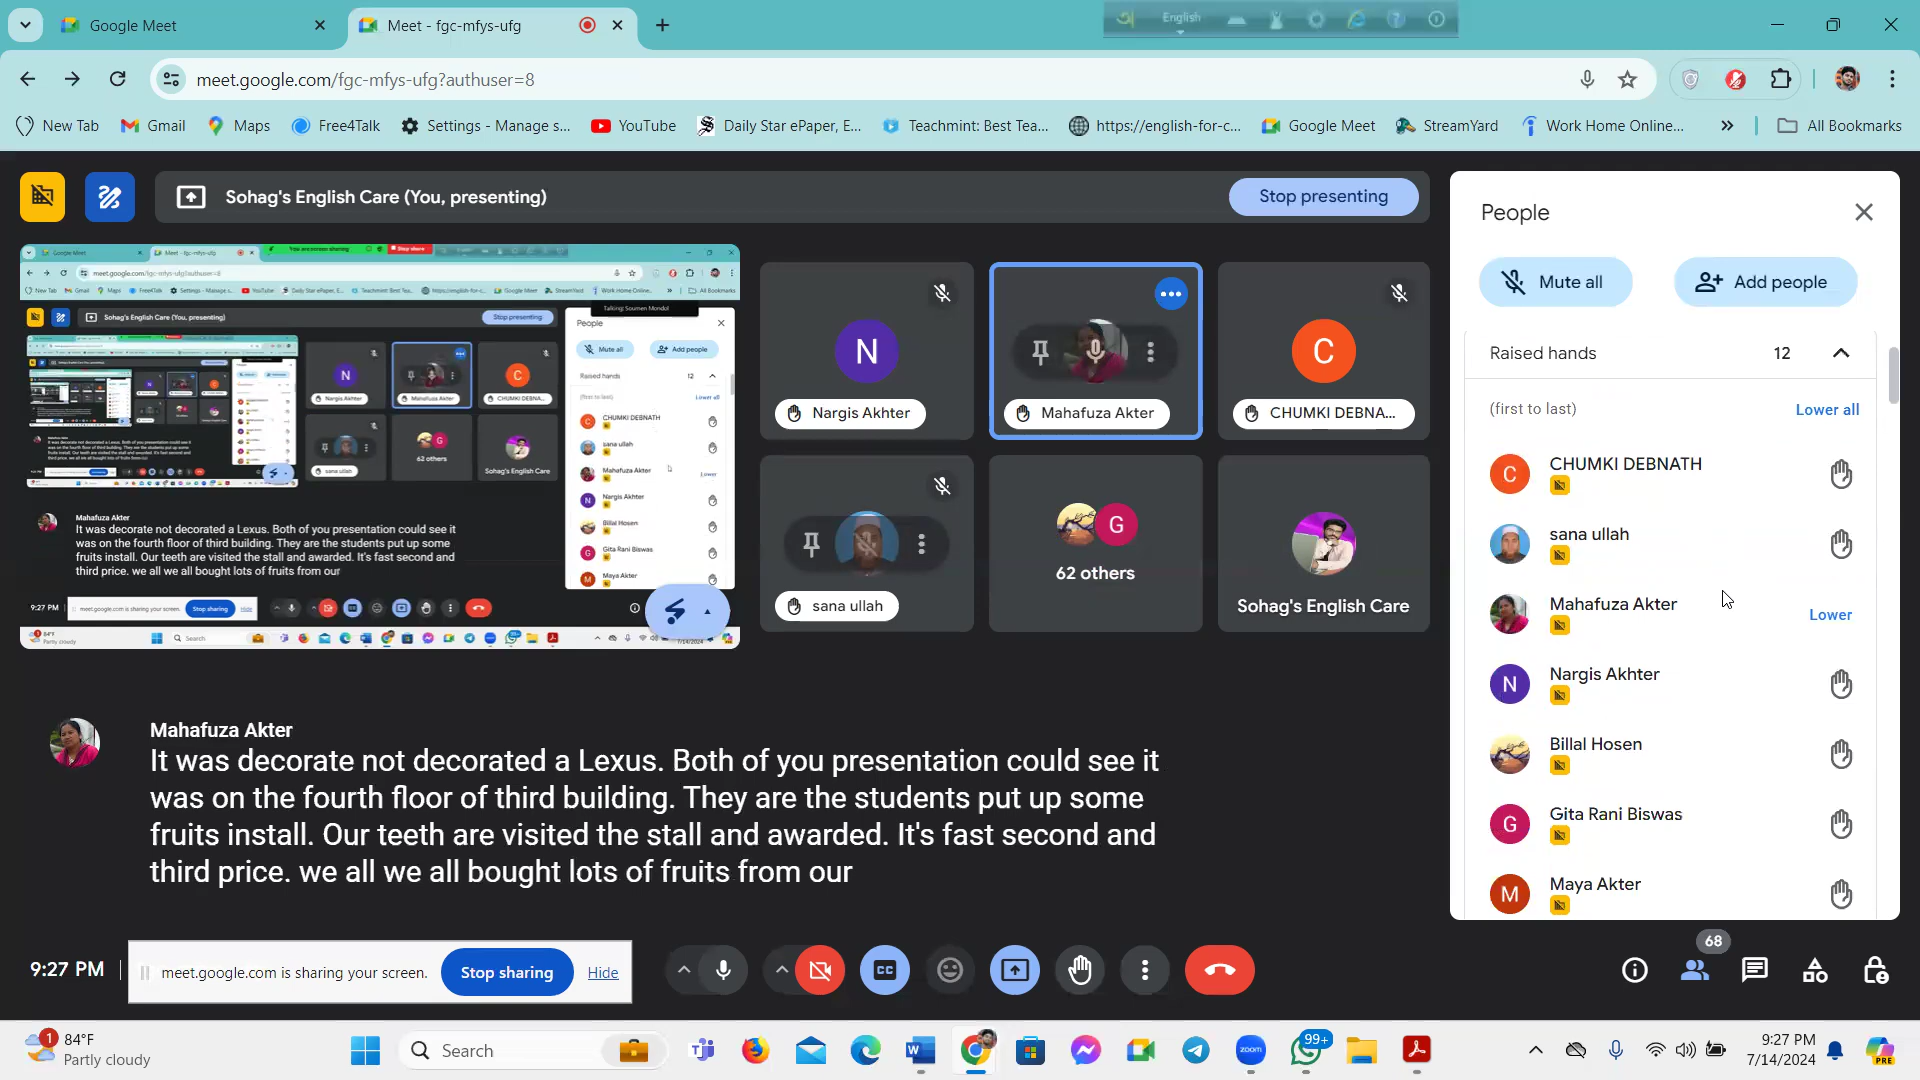 Google Meet
Meet - fgc-mfys-ufg
English
meet.google.com/fgc-mfys-ufg?authuser=8
New Tab
Gmail
Maps
Free4Talk
Settings - Manage s...
YouTube
Daily Star ePaper, E...
Teachmint: Best Tea...
https://english-for-c...
Google Meet
StreamYard
Work Home Online...
All Bookmarks
Sohag's English Care (You, presenting)
Stop presenting
People
Mute all
Add people
Raised hands 12
(first to last) Lower all
CHUMKI DEBNATH
sana ullah
Mahafuza Akter
Lower
Nargis Akhter
Billal Hosen
Gita Rani Biswas
Maya Akter
N
Nargis Akhter
Mahafuza Akter
C
CHUMKI DEBNA...
sana ullah
G
62 others
Sohag's English Care
Mahafuza Akter
It was decorate not decorated a Lexus. Both of you presentation could see it
was on the fourth floor of third building. They are the students put up some
fruits install. Our teeth are visited the stall and awarded. It's fast second and
third price. we all we all bought lots of fruits from our
9:27 PM
meet.google.com is sharing your screen.
Stop sharing
Hide
CC
68
84°F
Partly cloudy
Search
zoom
99+
9:27 PM
7/14/2024
PRE